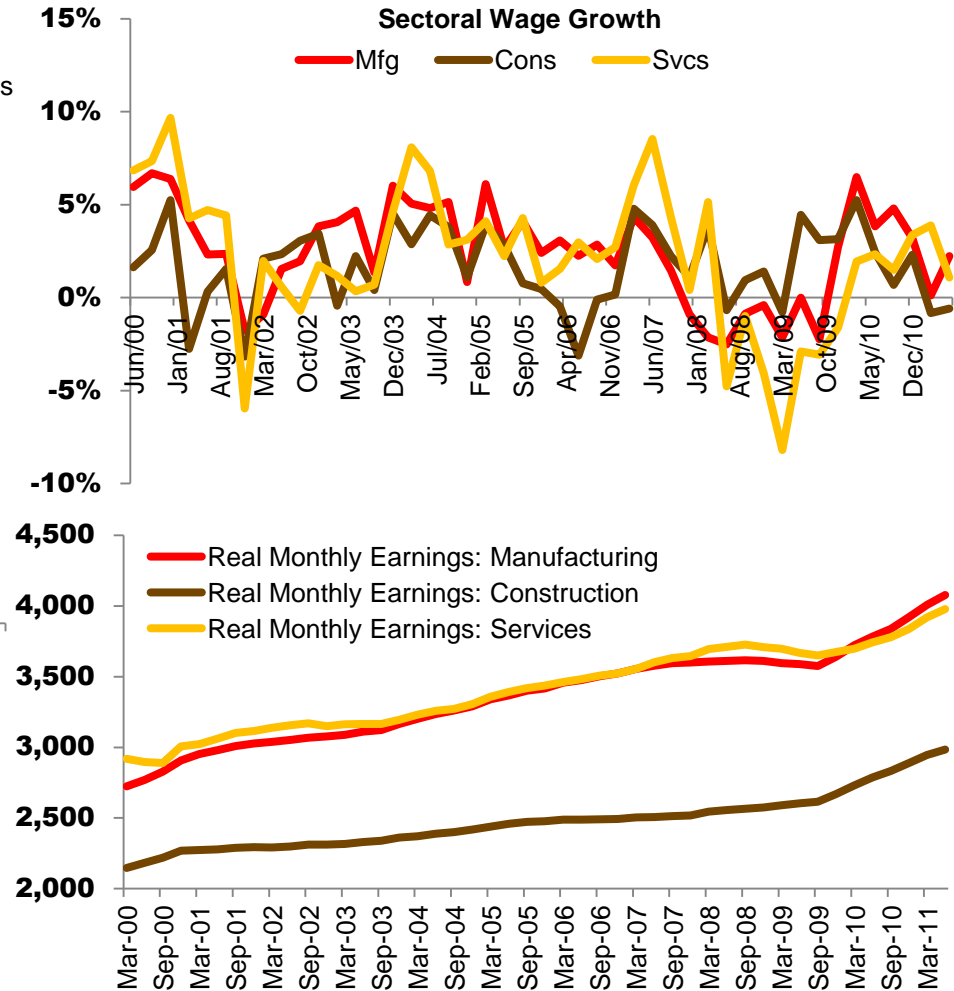 Sectoral Wage Growth
Mfg Cons Svcs
s
15%
10%
5%
0%
-5%
-10%
Jun/00
Jan/01
Aug/01
Mar/02
Oct/02
May/03
Dec/03
Jul/04
Feb/05
Sep/05
Apr/06
Nov/06
Jun/07
Jan/08
Aug/08
Mar/09
Oct/09
May/10
Dec/10
4,500
4,000
3,500
3,000
2,500
2,000
Real Monthly Earnings: Manufacturing
Real Monthly Earnings: Construction
Real Monthly Earnings: Services
Mar-00
Sep-00
Mar-01
Sep-01
Mar-02
Sep-02
Mar-03
Sep-03
Mar-04
Sep-04
Mar-05
Sep-05
Mar-06
Sep-06
Mar-07
Sep-07
Mar-08
Sep-08
Mar-09
Sep-09
Mar-10
Sep-10
Mar-11